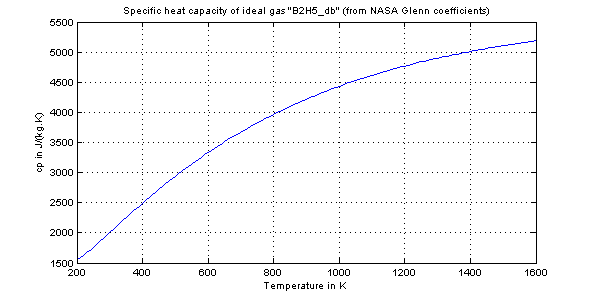 Specific heat capacity of ideal gas "B2H5_db" (from NASA Glenn coefficients)
5500
5000
4500
4000
3500
3000
2500
2000
1500
cp in J/(kg.K)
200 400 600 800 1000 1200 1400 1600
Temperature in K